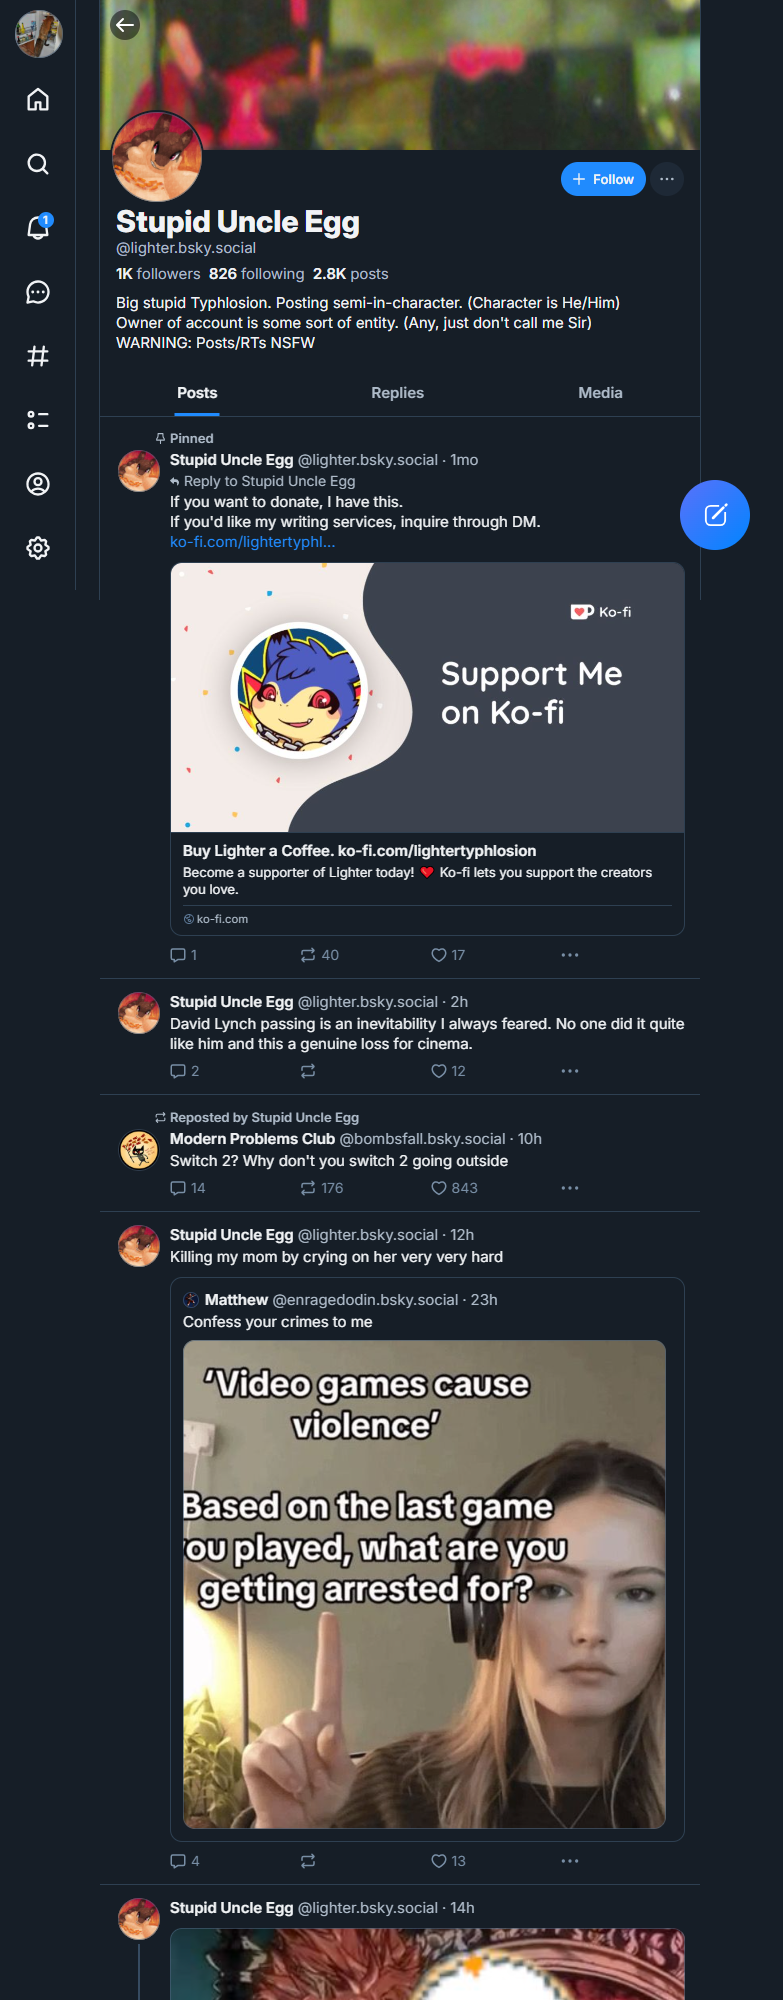 + Follow
Stupid Uncle Egg
@lighter.bsky.social
1K followers 826 following 2.8K posts
Big stupid Typhlosion. Posting semi-in-character. (Character is He/Him)
Owner of account is some sort of entity. (Any, just don't call me Sir)
WARNING: Posts/RTs NSFW
1
Posts Replies Media
Pinned
Stupid Uncle Egg @lighter.bsky.social · 1mo
Reply to Stupid Uncle Egg
If you want to donate, I have this.
If you'd like my writing services, inquire through DM.
ko-fi.com/lightertyphl...
Ko-fi
Support Me
on Ko-fi
Buy Lighter a Coffee. ko-fi.com/lightertyphlosion
Become a supporter of Lighter today! ❤️ Ko-fi lets you support the creators
you love.
ko-fi.com
1 40 17
Stupid Uncle Egg @lighter.bsky.social · 2h
David Lynch passing is an inevitability I always feared. No one did it quite
like him and this a genuine loss for cinema.
2 12
Reposted by Stupid Uncle Egg
Modern Problems Club @bombsfall.bsky.social · 10h
Switch 2? Why don't you switch 2 going outside
14 176 843
Stupid Uncle Egg @lighter.bsky.social · 12h
Killing my mom by crying on her very very hard
Matthew @enragedodin.bsky.social · 23h
Confess your crimes to me
'Video games cause
violence'
Based on the last game
ou played, what are you
getting arrested for?
4 13
Stupid Uncle Egg @lighter.bsky.social · 14h